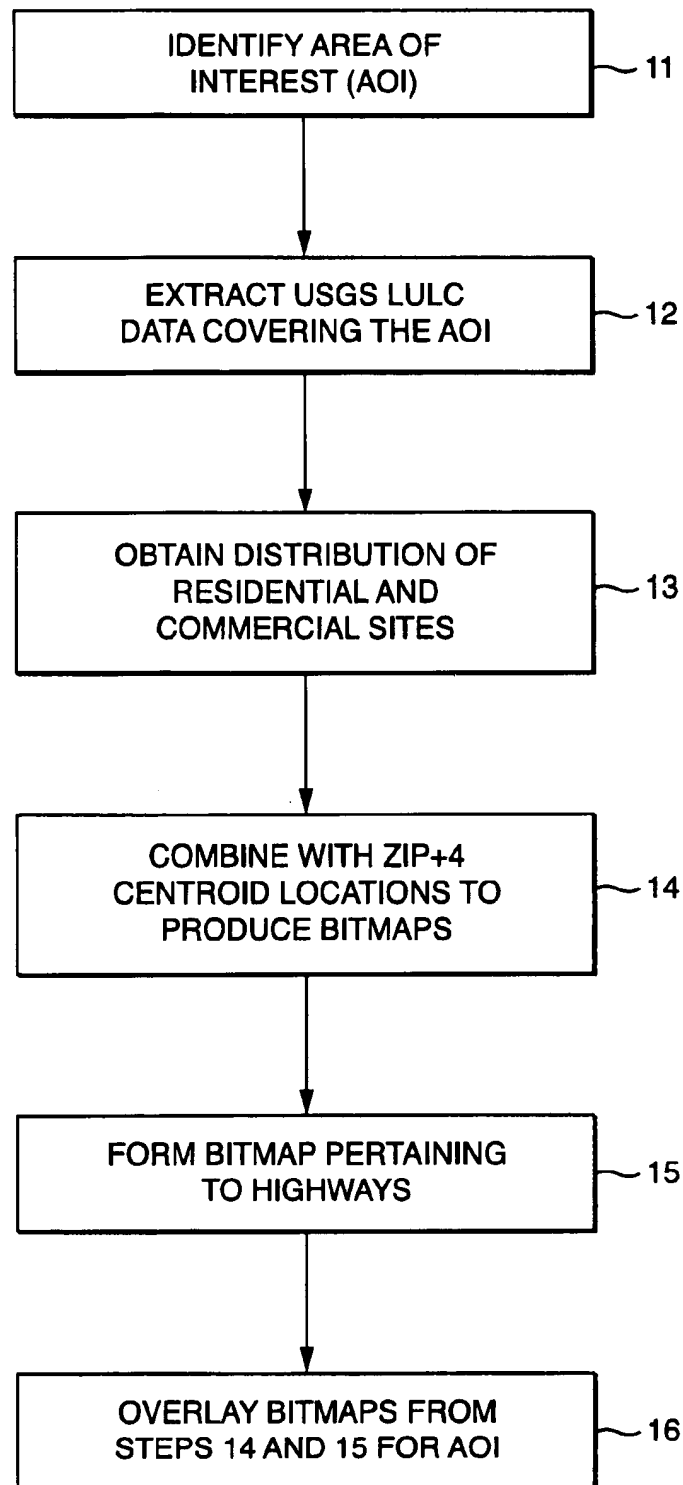 IDENTIFY AREA OF
INTEREST (AOI)
11
EXTRACT USGS LULC
DATA COVERING THE AOI
12
OBTAIN DISTRIBUTION OF
RESIDENTIAL AND
COMMERCIAL SITES
13
COMBINE WITH ZIP+4
CENTROID LOCATIONS TO
PRODUCE BITMAPS
14
FORM BITMAP PERTAINING
TO HIGHWAYS
15
OVERLAY BITMAPS FROM
STEPS 14 AND 15 FOR AOI
16